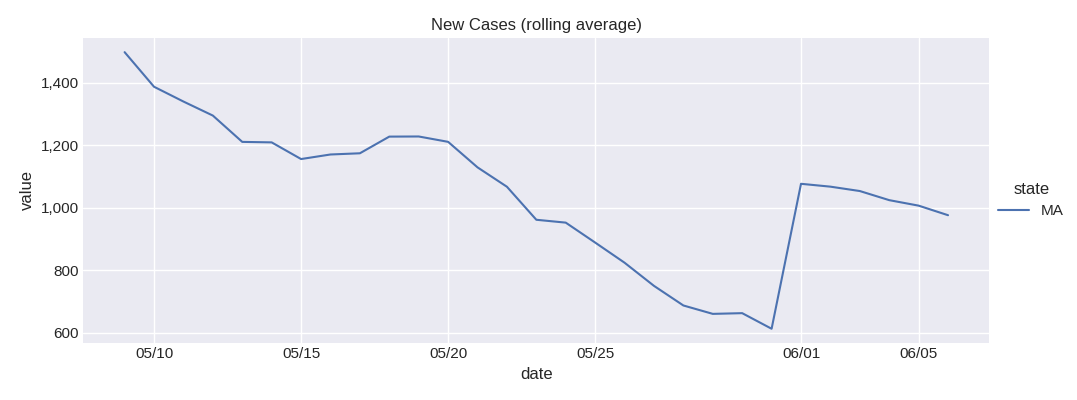 New Cases (rolling average)
1,400
1,200
1,000
800
600
value
05/10 05/15 05/20 05/25 06/01 06/05
date
state
MA